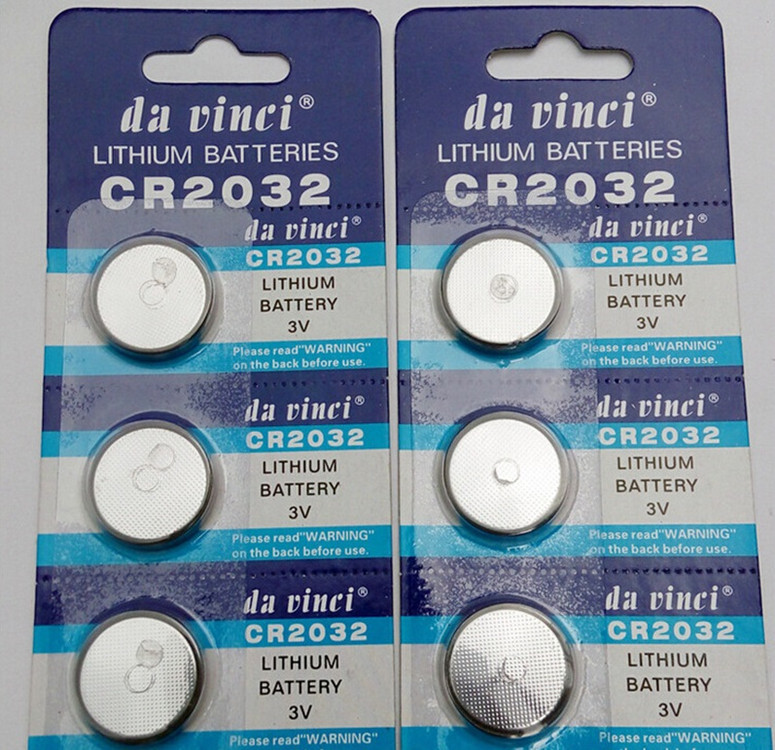 da vinci®
LITHIUM BATTERIES
CR2032
da vinci®
CR2032
LITHIUM
BATTERY
3V
Please read"WARNING"
on the back before use.
da vinci®
CR2032
LITHIUM
BATTERY
3V
Please read"WARNING"
on the back before use.
da vinci®
CR2032
LITHIUM
BATTERY
3V
Please read"WARNING"
da vinci®
LITHIUM BATTERIES
CR2032
da vinci®
CR2032
LITHIUM
BATTERY
3V
Please read"WARNING"
on the back before use.
da vinci®
CR2032
LITHIUM
BATTERY
3V
Please read"WARNING"
on the back before use.
da vinci®
CR2032
LITHIUM
BATTERY
3V
Please read"WARNING"